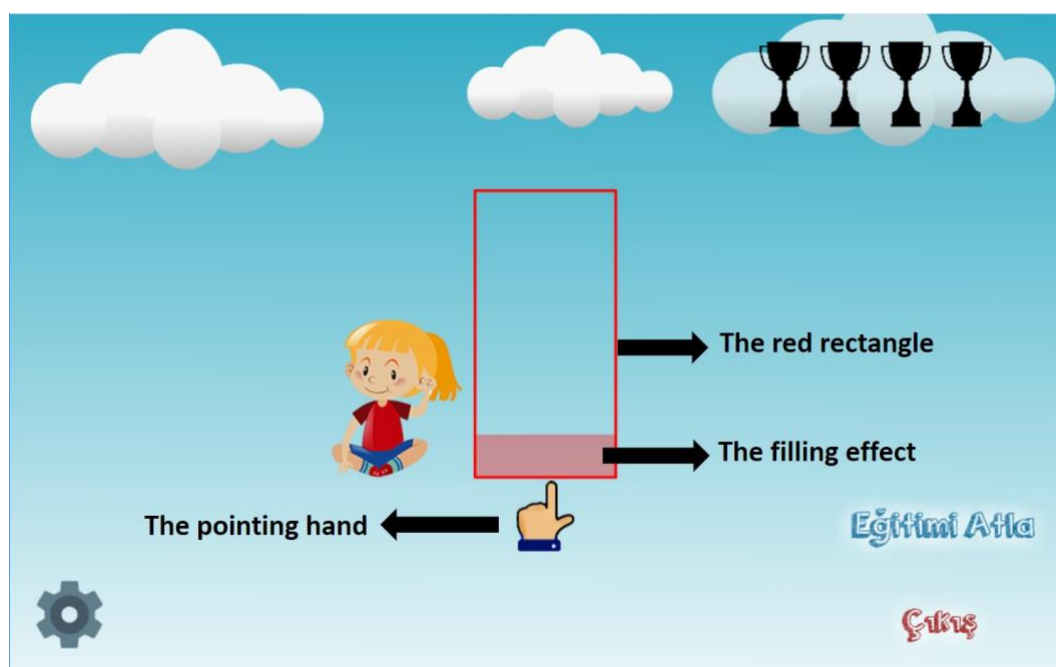 The red rectangle
The filling effect
The pointing hand
Eğitimi Atla
Çıkış